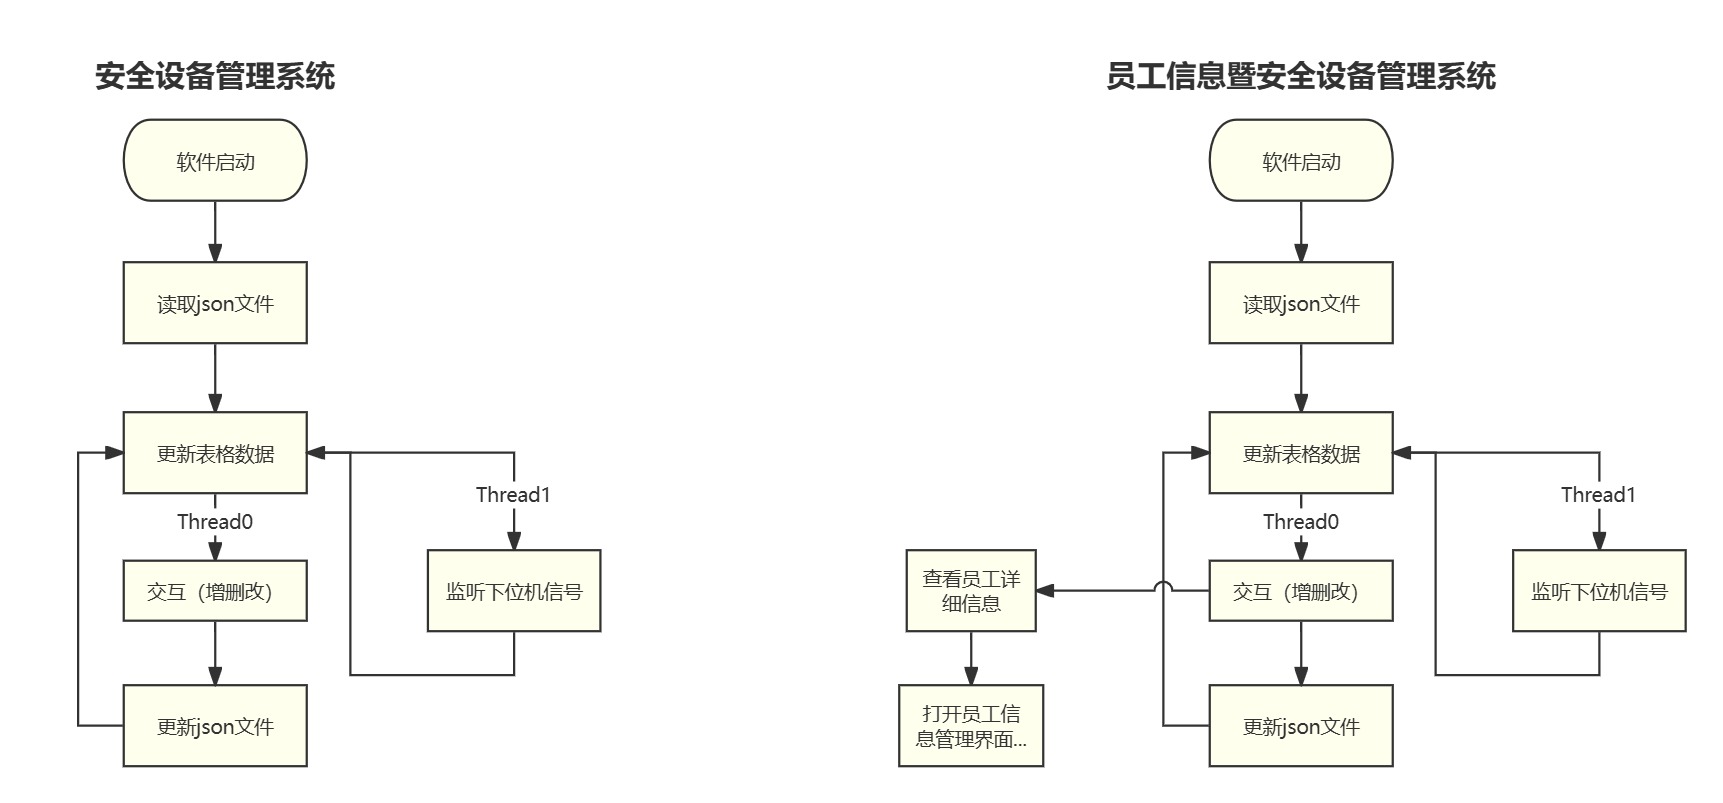 安全设备管理系统
软件启动
读取json文件
更新表格数据
Thread1
Thread0
交互（增删改）
监听下位机信号
更新json文件
员工信息暨安全设备管理系统
软件启动
读取json文件
更新表格数据
Thread1
Thread0
查看员工详
细信息
交互（增删改）
监听下位机信号
打开员工信
息管理界面...
更新json文件